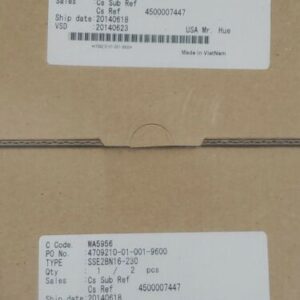 Sales : Cs Sub Ref
Cs Ref 4500007447
Ship date :20140618
VSD :20140623 USA Mr. Hue
Made in VietNam
C Code. WA5956
PO No. : 4709210-01-001-9600
TYPE : SSE2BN16-230
Qty : 1 / 2 pcs
Sales : Cs Sub Ref
Cs Ref 4500007447
Ship date :20140618